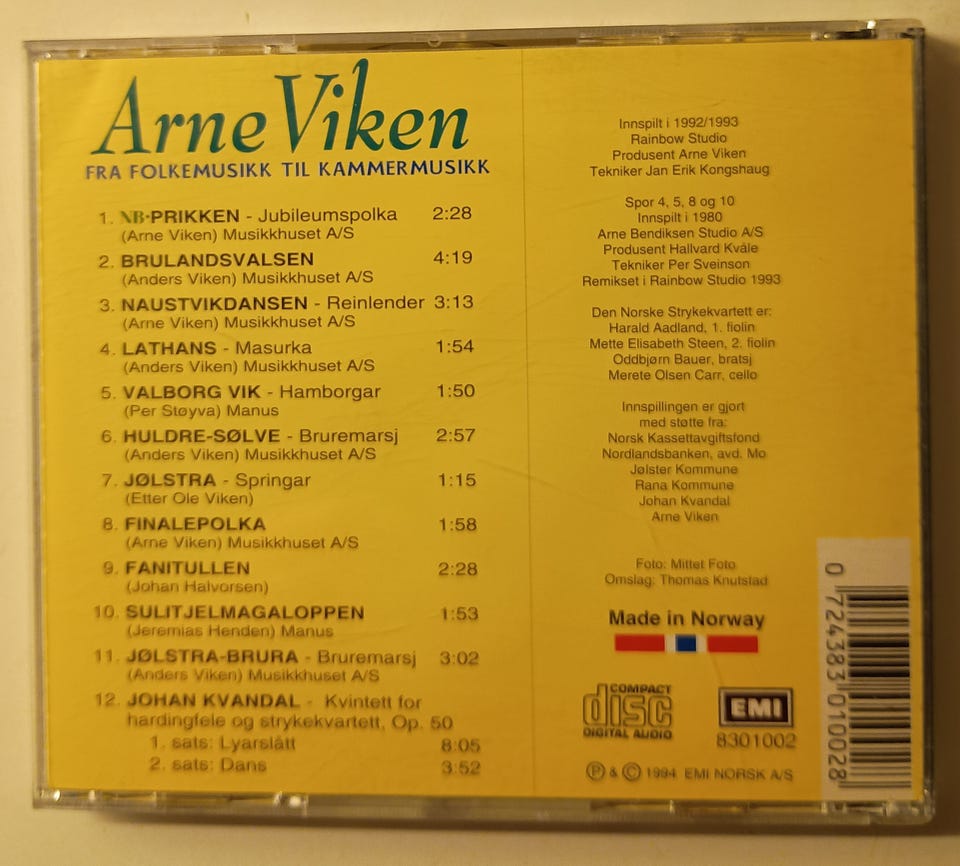 Arne Viken
FRA FOLKEMUSIKK TIL KAMMERMUSIKK
1. NB·PRIKKEN - Jubileumspolka 2:28
(Arne Viken) Musikkhuset A/S
2. BRULANDSVALSEN 4:19
(Anders Viken) Musikkhuset A/S
3. NAUSTVIKDANSEN - Reinlender 3:13
(Arne Viken) Musikkhuset A/S
4. LATHANS - Masurka 1:54
(Anders Viken) Musikkhuset A/S
5. VALBORG VIK - Hamborgar 1:50
(Per Støyva) Manus
6. HULDRE-SØLVE - Bruremarsj 2:57
(Anders Viken) Musikkhuset A/S
7. JØLSTRA - Springar 1:15
(Etter Ole Viken)
8. FINALEPOLKA 1:58
(Arne Viken) Musikkhuset A/S
9. FANITULLEN 2:28
(Johan Halvorsen)
10. SULITJELMAGALOPPEN 1:53
(Jeremias Henden) Manus
11. JØLSTRA-BRURA - Bruremarsj 3:02
(Anders Viken) Musikkhuset A/S
12. JOHAN KVANDAL - Kvintett for
hardingfele og strykekvartett, Op. 50
1. sats: Lyarslått 8:05
2. sats: Dans 3:52
Innspilt i 1992/1993
Rainbow Studio
Produsent Arne Viken
Tekniker Jan Erik Kongshaug
Spor 4, 5, 8 og 10
Innspilt i 1980
Arne Bendiksen Studio A/S
Produsent Hallvard Kvåle
Tekniker Per Sveinson
Remikset i Rainbow Studio 1993
Den Norske Strykekvartett er:
Harald Aadland, 1. fiolin
Mette Elisabeth Steen, 2. fiolin
Oddbjørn Bauer, bratsj
Merete Olsen Carr, cello
Innspillingen er gjort
med støtte fra:
Norsk Kassettavgiftsfond
Nordlandsbanken, avd. Mo
Jølster Kommune
Rana Kommune
Johan Kvandal
Arne Viken
Foto: Mittet Foto
Omslag: Thomas Knutstad
Made in Norway
COMPACT
disc
DIGITAL AUDIO
EMI
8301002
℗ & © 1994 EMI NORSK A/S
0 724383 010028